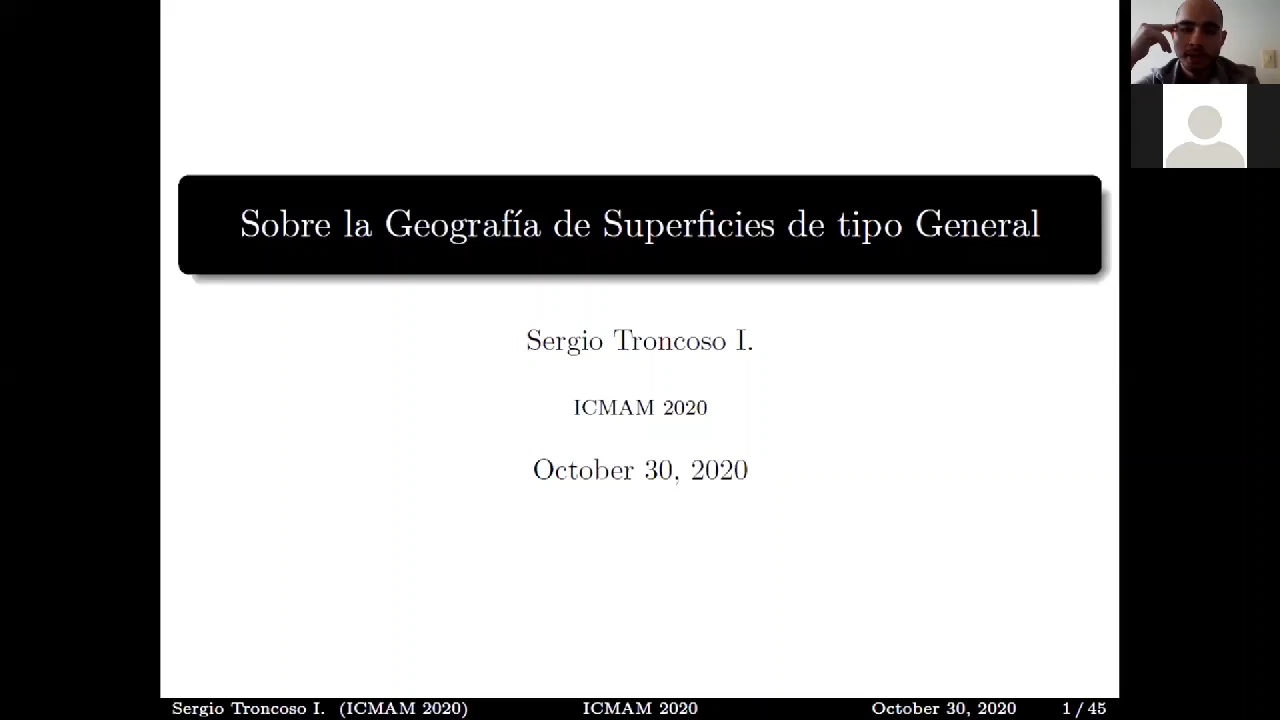 Sobre la Geografía de Superficies de tipo General
Sergio Troncoso I.
ICMAM 2020
October 30, 2020
Sergio Troncoso I. (ICMAM 2020) ICMAM 2020 October 30, 2020 1 / 45